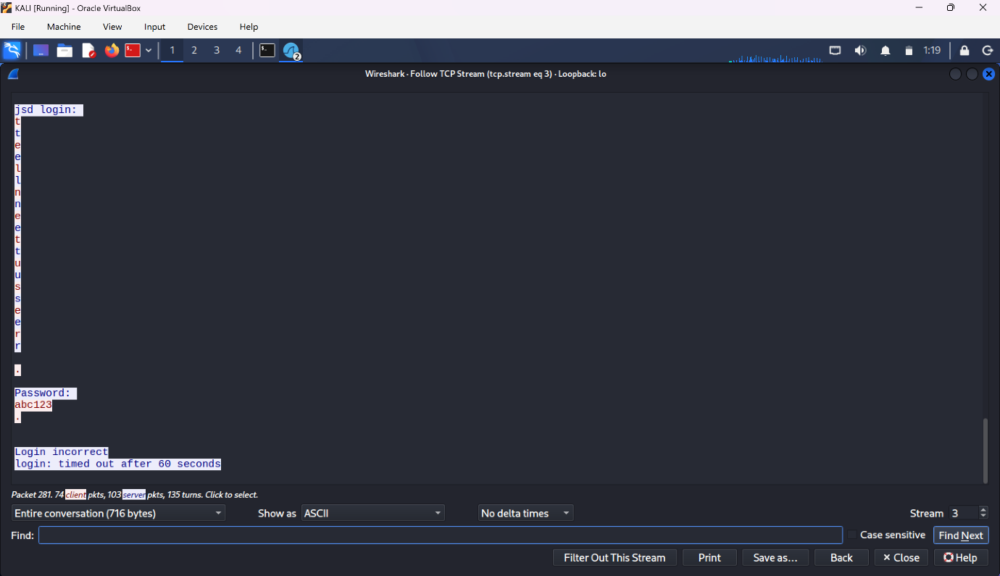 KALI [Running] - Oracle VirtualBox
File Machine View Input Devices Help
1 2 3 4 2 1:19
Wireshark · Follow TCP Stream (tcp.stream eq 3) · Loopback: lo
jsd login:
t
t
e
e
l
l
n
n
e
e
t
t
u
u
s
s
e
e
r
r
.
Password:
abc123
.
Login incorrect
login: timed out after 60 seconds
Packet 281. 74 client pkts, 103 server pkts, 135 turns. Click to select.
Entire conversation (716 bytes) Show as ASCII No delta times Stream 3
Find: Case sensitive Find Next
Filter Out This Stream Print Save as... Back × Close Help